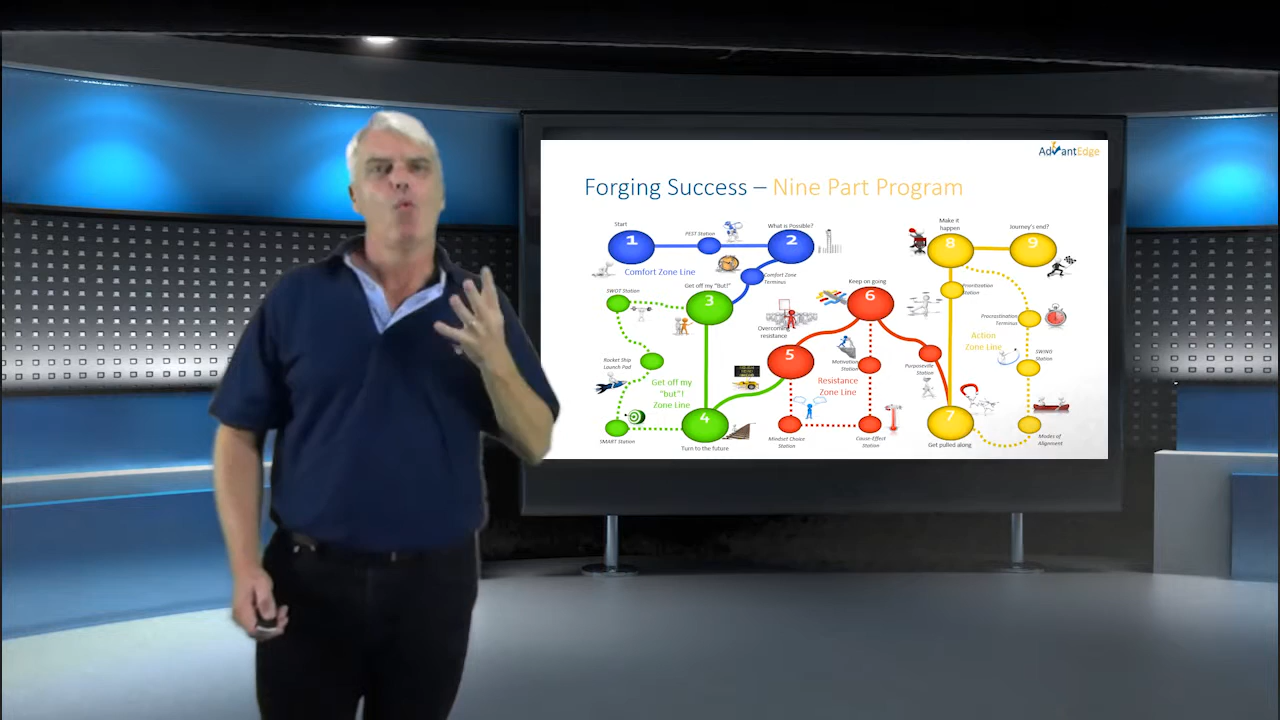 AdvantEdge
Forging Success – Nine Part Program
Start
1
PEST Station
What is Possible?
2
Comfort Zone Line
Comfort Zone
Terminus
Get off my "But!"
3
SWOT Station
Rocket Ship
Launch Pad
Get off my
"but"!
Zone Line
SMART Station
4
Turn to the future
Overcoming
resistance
5
Keep on going
6
Motivation
Station
Resistance
Zone Line
Mindset Choice
Station
Cause-Effect
Station
Purposeville
Station
7
Get pulled along
Make it
happen
8
Journey's end?
9
Prioritization
Station
Procrastination
Terminus
Action
Zone Line
SWING
Station
Modes of
Alignment